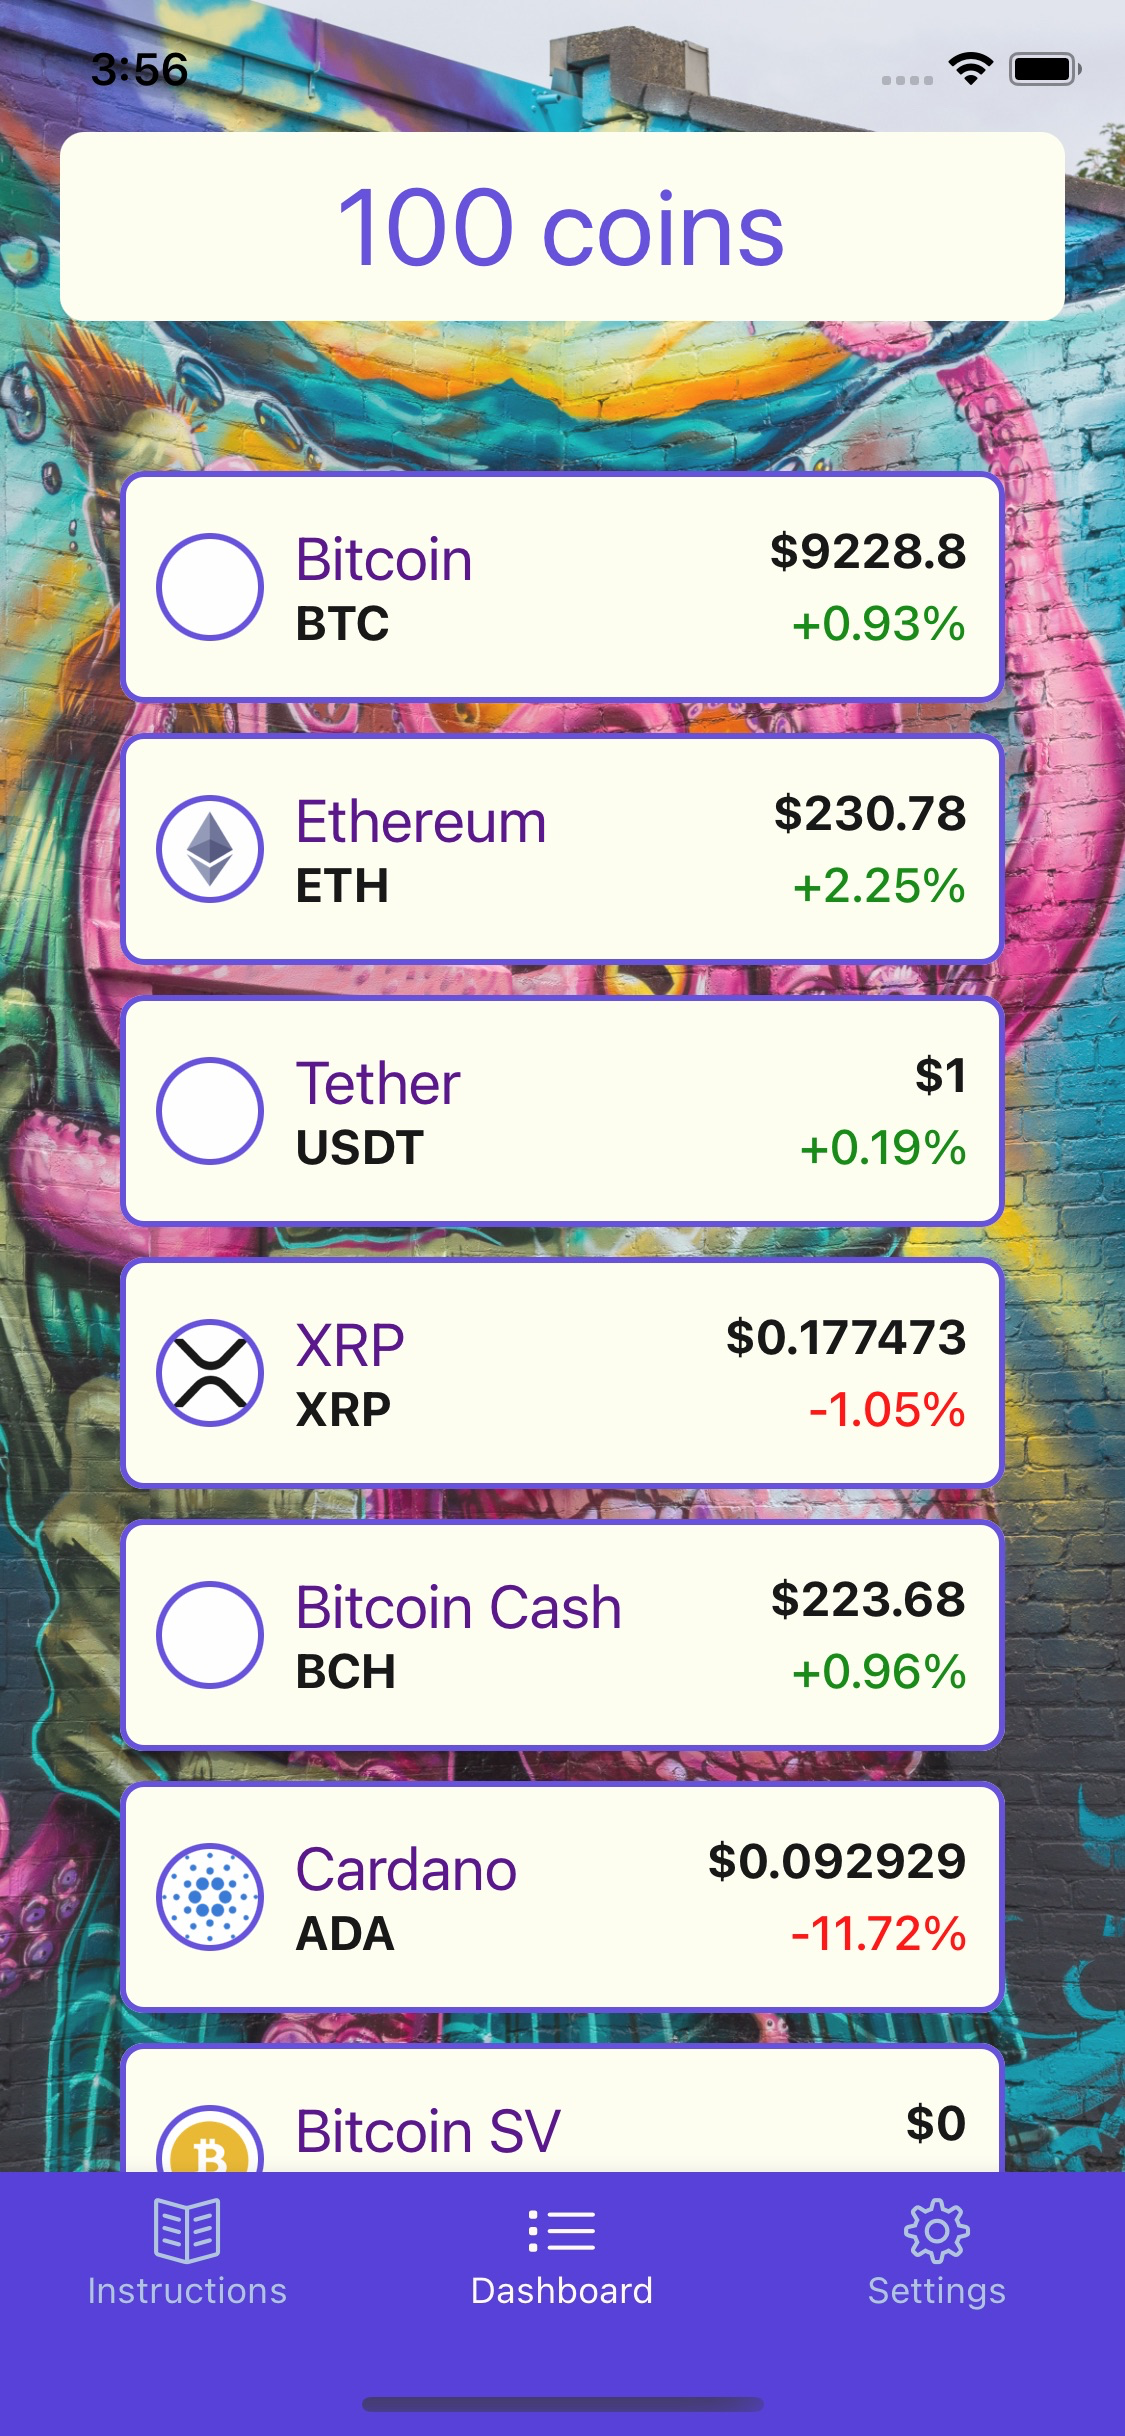 3:56
100 coins
Bitcoin
$9228.8
BTC
+0.93%
Ethereum
$230.78
ETH
+2.25%
Tether
$1
USDT
+0.19%
XRP
$0.177473
XRP
-1.05%
Bitcoin Cash
$223.68
BCH
+0.96%
Cardano
$0.092929
ADA
-11.72%
Bitcoin SV
$0
Instructions
Dashboard
Settings